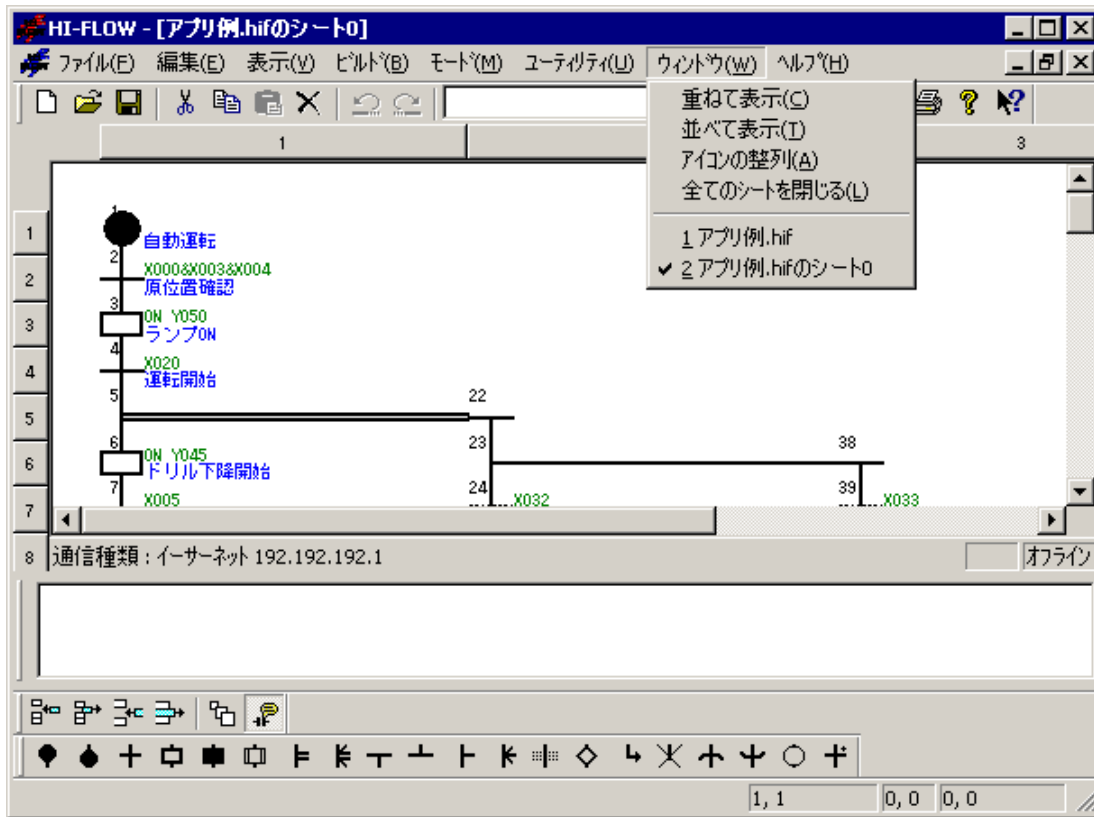 HI-FLOW - [アプリ例.hifのシート0]
ファイル(F) 編集(E) 表示(V) ビルド(B) モード(M) ユーティリティ(U) ウィンドウ(W) ヘルプ(H)
重ねて表示(C)
並べて表示(T)
アイコンの整列(A)
全てのシートを閉じる(L)
1 アプリ例.hif
2 アプリ例.hifのシート0
1 3
1
1 自動運転
2 X000&X003&X004
2 原位置確認
3 ON Y050
3 ランプON
4 X020
4 運転開始
5 22
5
6 23 38
6 ON Y045
ドリル下降開始
7 24 39
7 X005 X032 X033
8 通信種類:イーサーネット 192.192.192.1 オフライン
1, 1 0, 0 0, 0